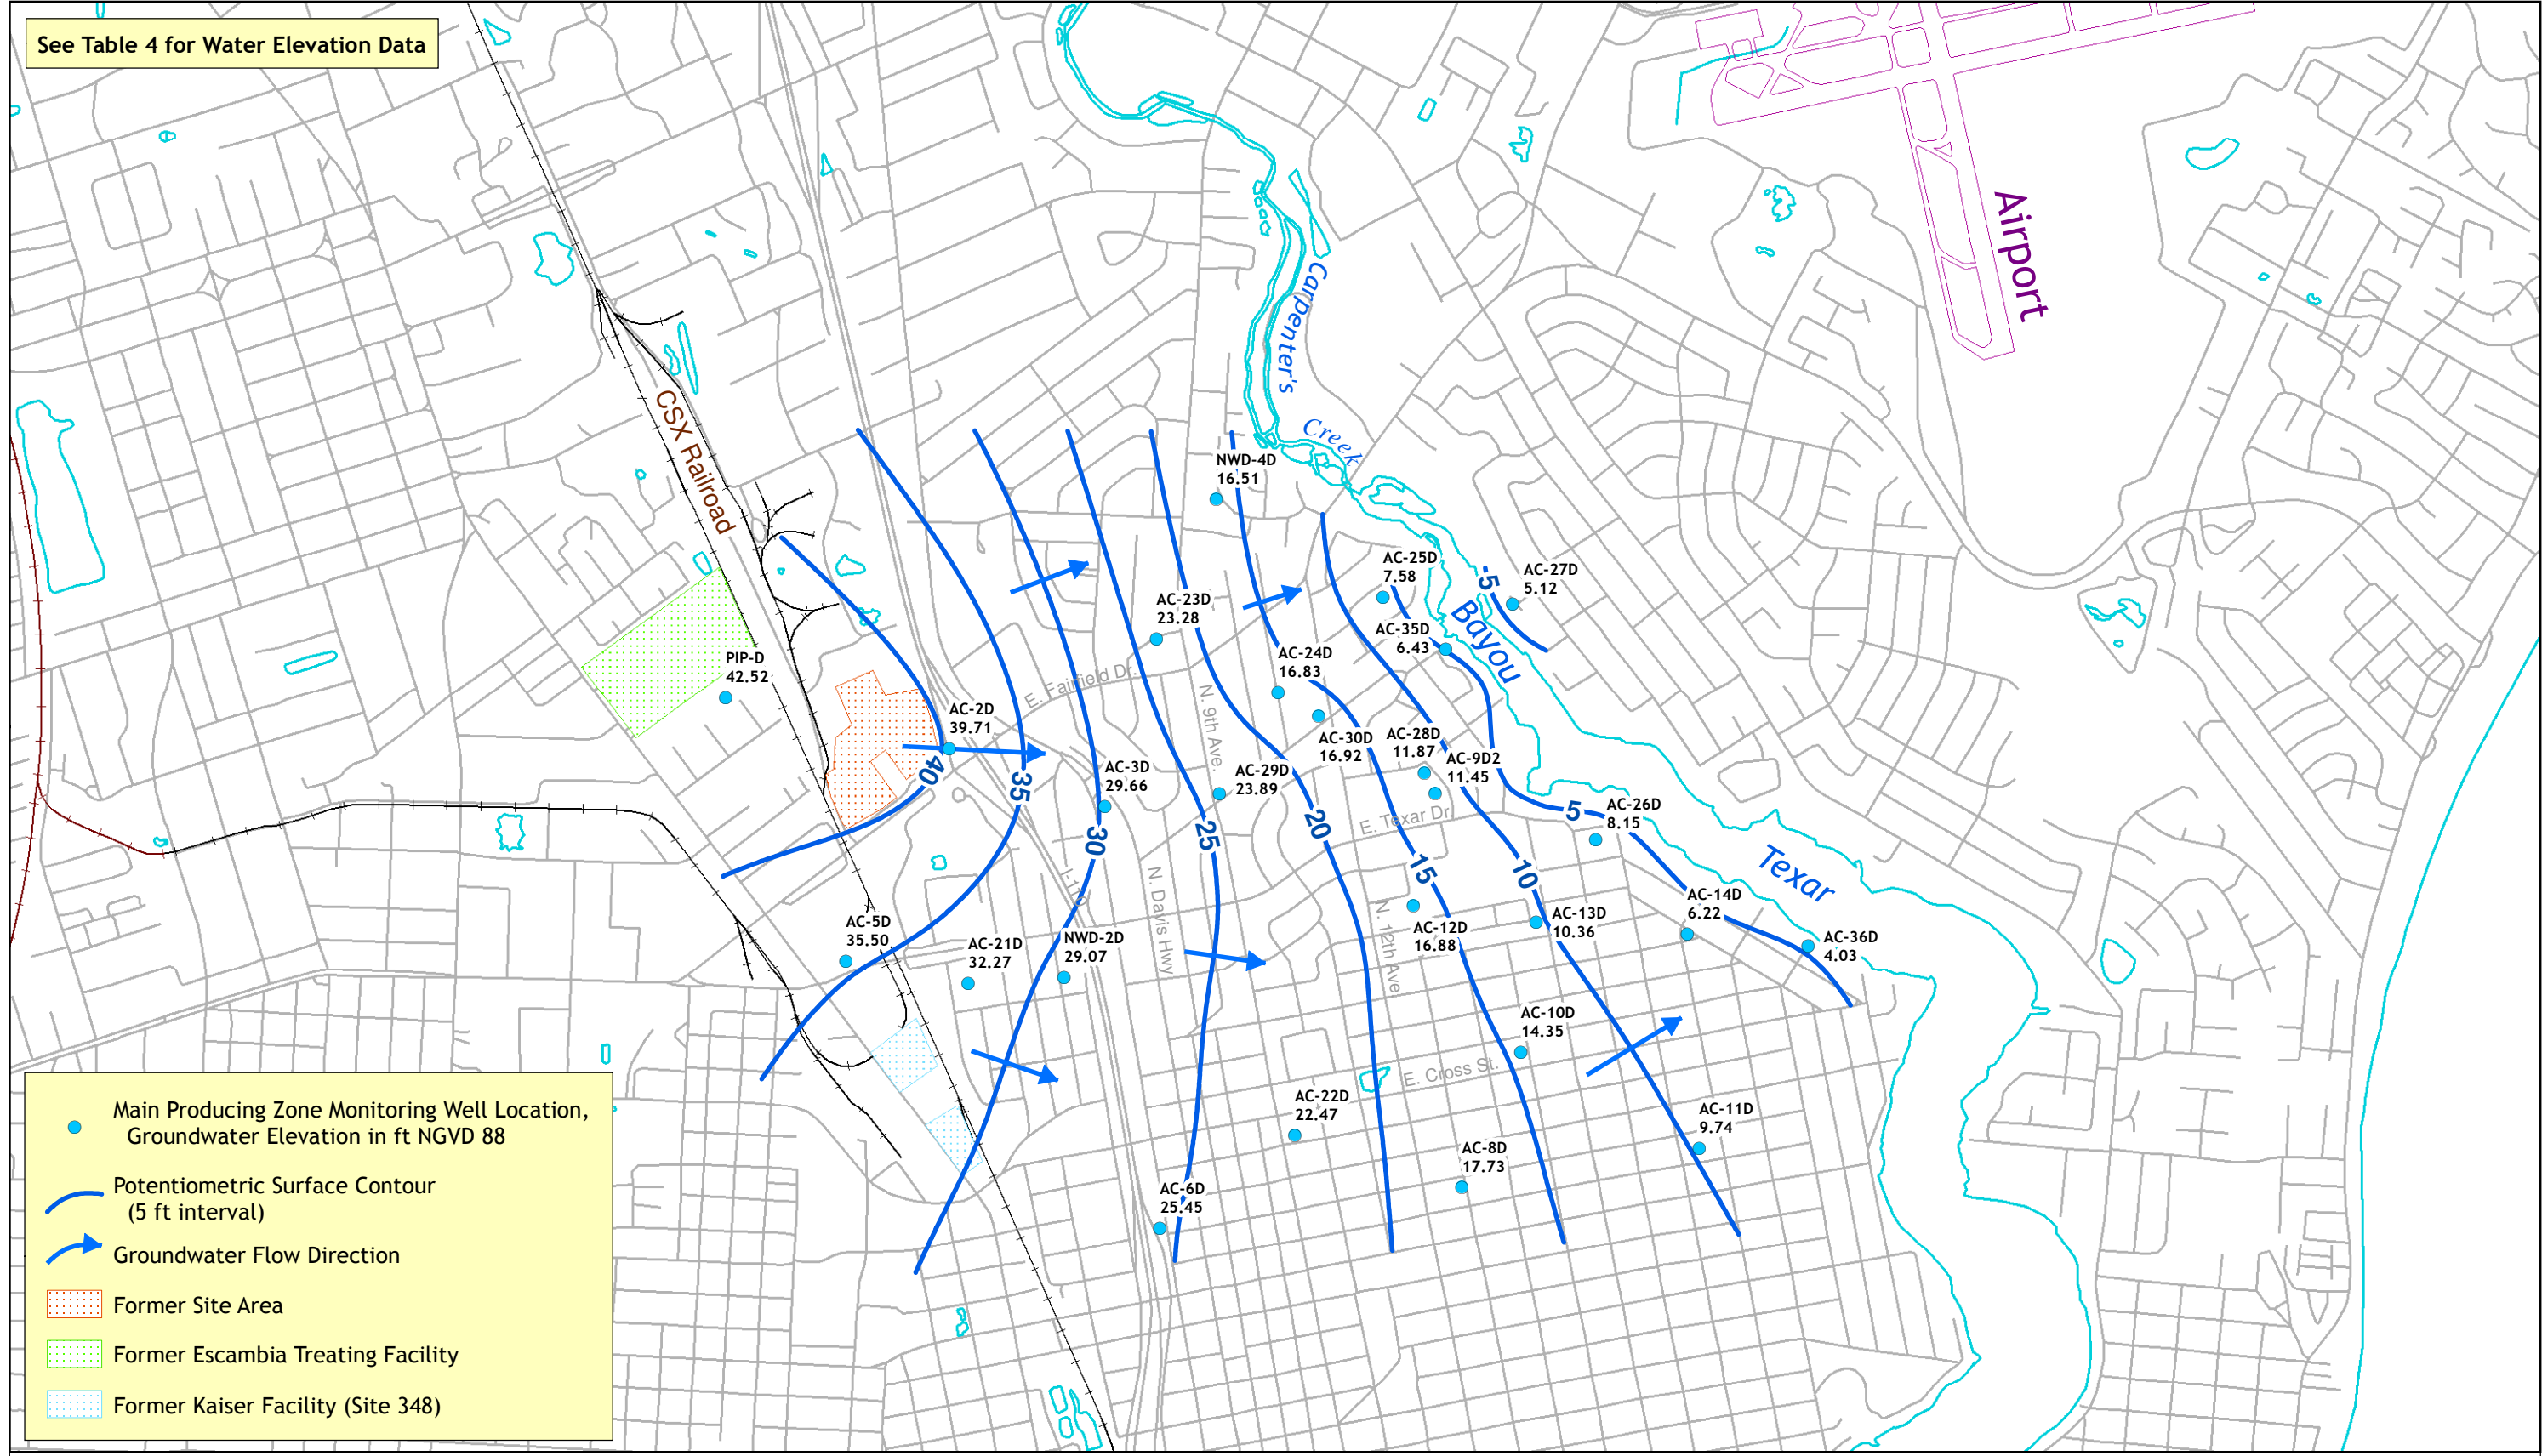 See Table 4 for Water Elevation Data
Airport
Carpenter's
Creek
CSX Railroad
NWD-4D
16.51
AC-25D
7.58
AC-27D
5.12
5
Bayou
AC-23D
23.28
AC-35D
6.43
PIP-D
42.52
AC-24D
16.83
E. Fairfield Dr.
N. 9th Ave.
AC-2D
39.71
AC-30D
16.92
AC-28D
11.87
AC-9D2
11.45
AC-3D
29.66
AC-29D
23.89
40
35
30
25
20
15
10
5
E. Texar Dr.
AC-26D
8.15
Texar
I-110
N. Davis Hwy
N. 12th Ave.
AC-5D
35.50
AC-21D
32.27
NWD-2D
29.07
AC-12D
16.88
AC-13D
10.36
AC-14D
6.22
AC-36D
4.03
AC-10D
14.35
E. Cross St.
AC-22D
22.47
AC-11D
9.74
AC-8D
17.73
AC-6D
25.45
Main Producing Zone Monitoring Well Location,
Groundwater Elevation in ft NGVD 88
Potentiometric Surface Contour
(5 ft interval)
Groundwater Flow Direction
Former Site Area
Former Escambia Treating Facility
Former Kaiser Facility (Site 348)